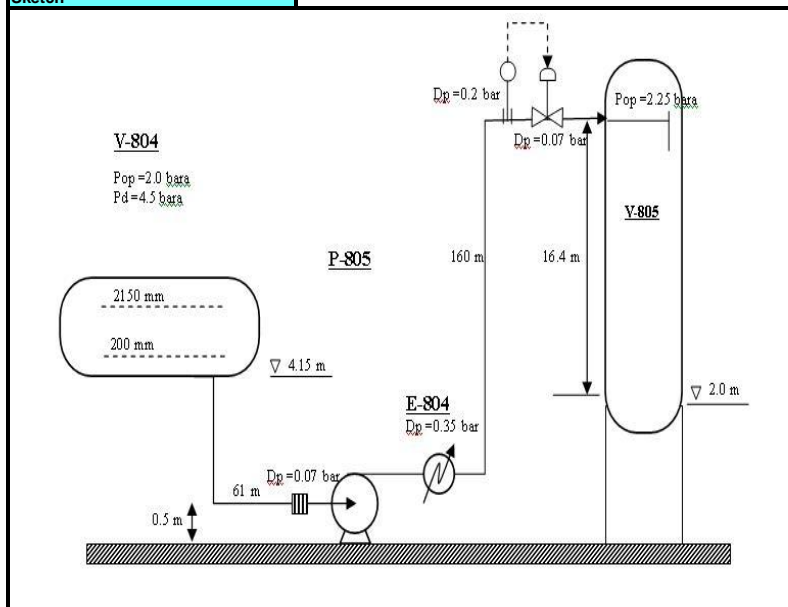 Sketch
Dp =0.2 bar
Pop =2.25 bara
Dp =0.07 bar
V-804
Pop =2.0 bara
Pd =4.5 bara
V-805
P-805
160 m
16.4 m
2150 mm
200 mm
4.15 m
2.0 m
E-804
Dp =0.35 bar
Dp =0.07 bar
61 m
0.5 m